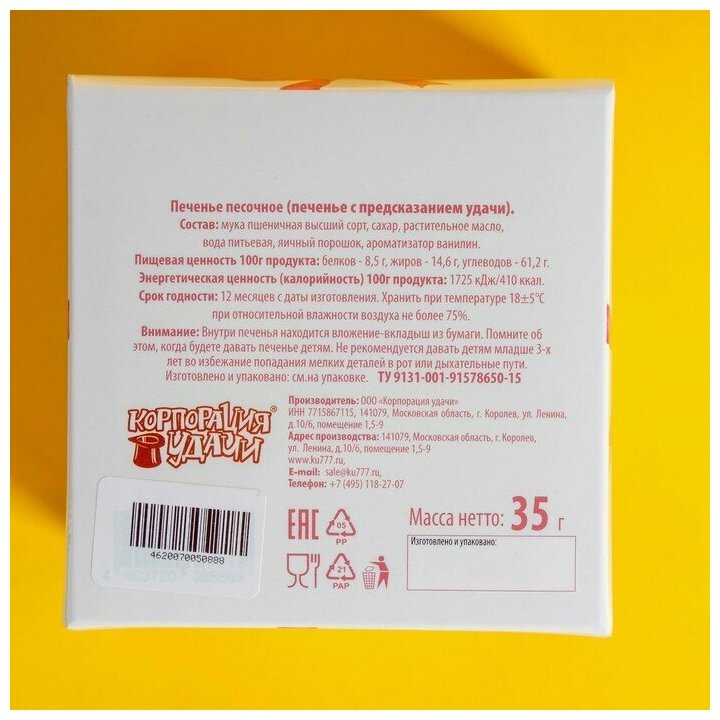 Печенье песочное (печенье с предсказанием удачи).
Состав: мука пшеничная высший сорт, сахар, растительное масло,
вода питьевая, яичный порошок, ароматизатор ванилин.
Пищевая ценность 100г продукта: белков - 8,5 г, жиров - 14,6 г, углеводов - 61,2 г.
Энергетическая ценность (калорийность) 100г продукта: 1725 кДж/410 ккал.
Срок годности: 12 месяцев с даты изготовления. Хранить при температуре 18±5°С
при относительной влажности воздуха не более 75%.
Внимание: Внутри печенья находится вложение-вкладыш из бумаги. Помните об
этом, когда будете давать печенье детям. Не рекомендуется давать детям младше 3-х
лет во избежание попадания мелких деталей в рот или дыхательные пути.
Изготовлено и упаковано: см.на упаковке. ТУ 9131-001-91578650-15
КОРПОРАЦИЯ®
УДАЧИ
Производитель: ООО «Корпорация удачи»
ИНН 7715867115, 141079, Московская область, г. Королев, ул. Ленина,
д.10/6, помещение 1,5-9
Адрес производства: 141079, Московская область, г. Королев,
ул. Ленина, д.10/6, помещение 1,5-9
www.ku777.ru,
E-mail: sale@ku777.ru,
Телефон: +7 (495) 118-27-07
4620070050888
EAC
05
PP
21
PAP
Масса нетто: 35 г
Изготовлено и упаковано: